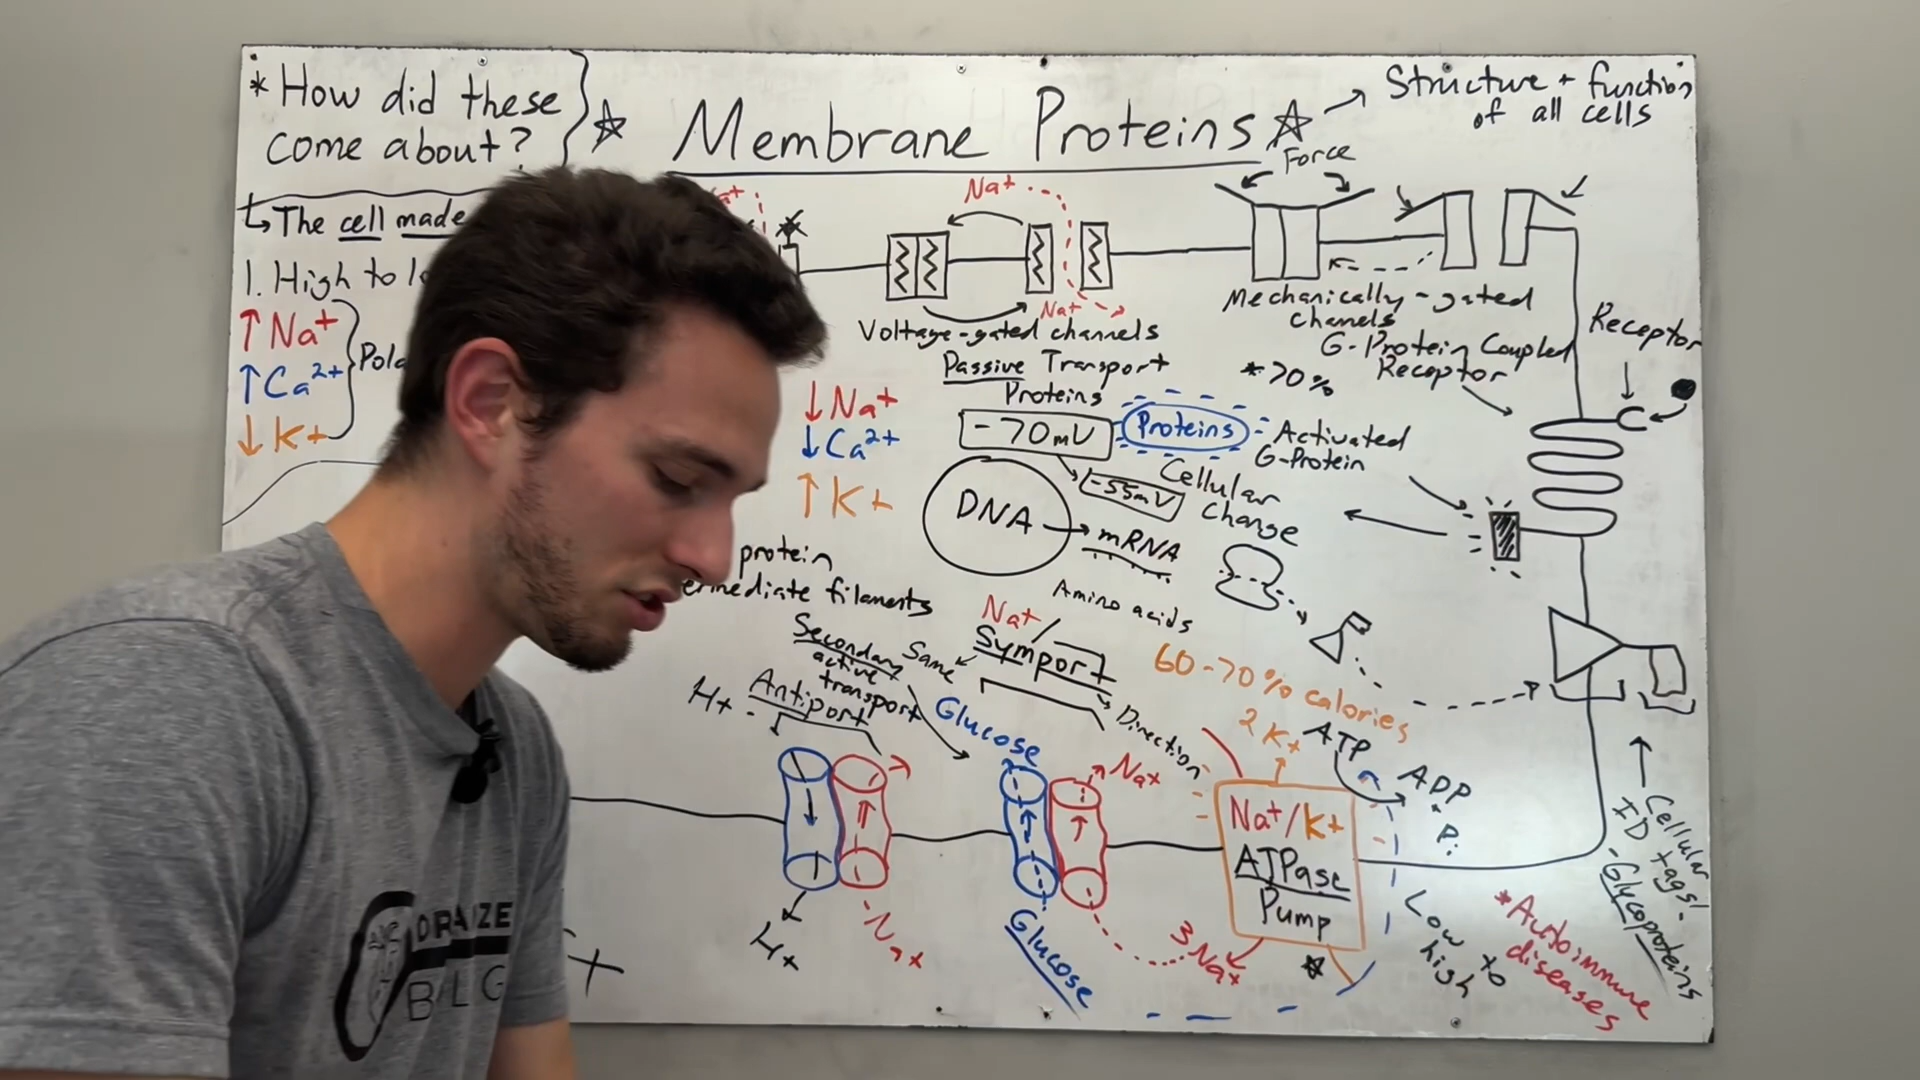 *How did these
come about?
☆ Membrane Proteins ☆
→ Structure + function
of all cells
↳ The cell made
1. High to
↑ Na+
↑ Ca2+
↓ K+
Na+
Na+
Voltage-gated channels
Passive Transport
Proteins
Force
Mechanically-gated
channels
G-Protein Coupled
Receptor
*70%
Receptor
↓ Na+
↓ Ca2+
↑ K+
-70mV
-55mV
Proteins
Activated
G-Protein
Cellular
Change
DNA → mRNA
Amino acids
protein
filaments
Secondary
active
transport
Same
Na+
Symport
Direction
Antiport
H+
Glucose
Na+
60-70% calories
2 K+
ATP
ADP
Pi
Na+/K+
ATPase
Pump
3 Na+
H+
Na+
Glucose
Low to
high
*Autoimmune
diseases
Cellular
ID tags!
-Glycoproteins